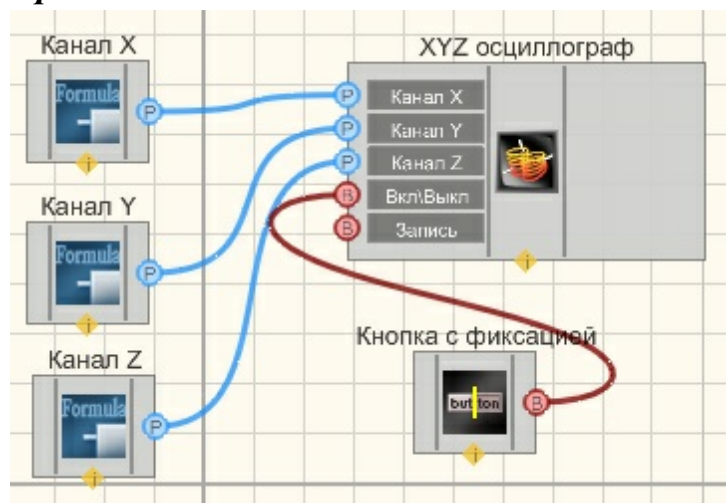 Канал X
XYZ осциллограф
Formula
P
P
Канал X
P
Канал Y
P
Канал Z
B
Вкл\Выкл
B
Запись
i
i
Канал Y
Formula
P
i
Кнопка с фиксацией
button
B
i
Канал Z
Formula
P
i